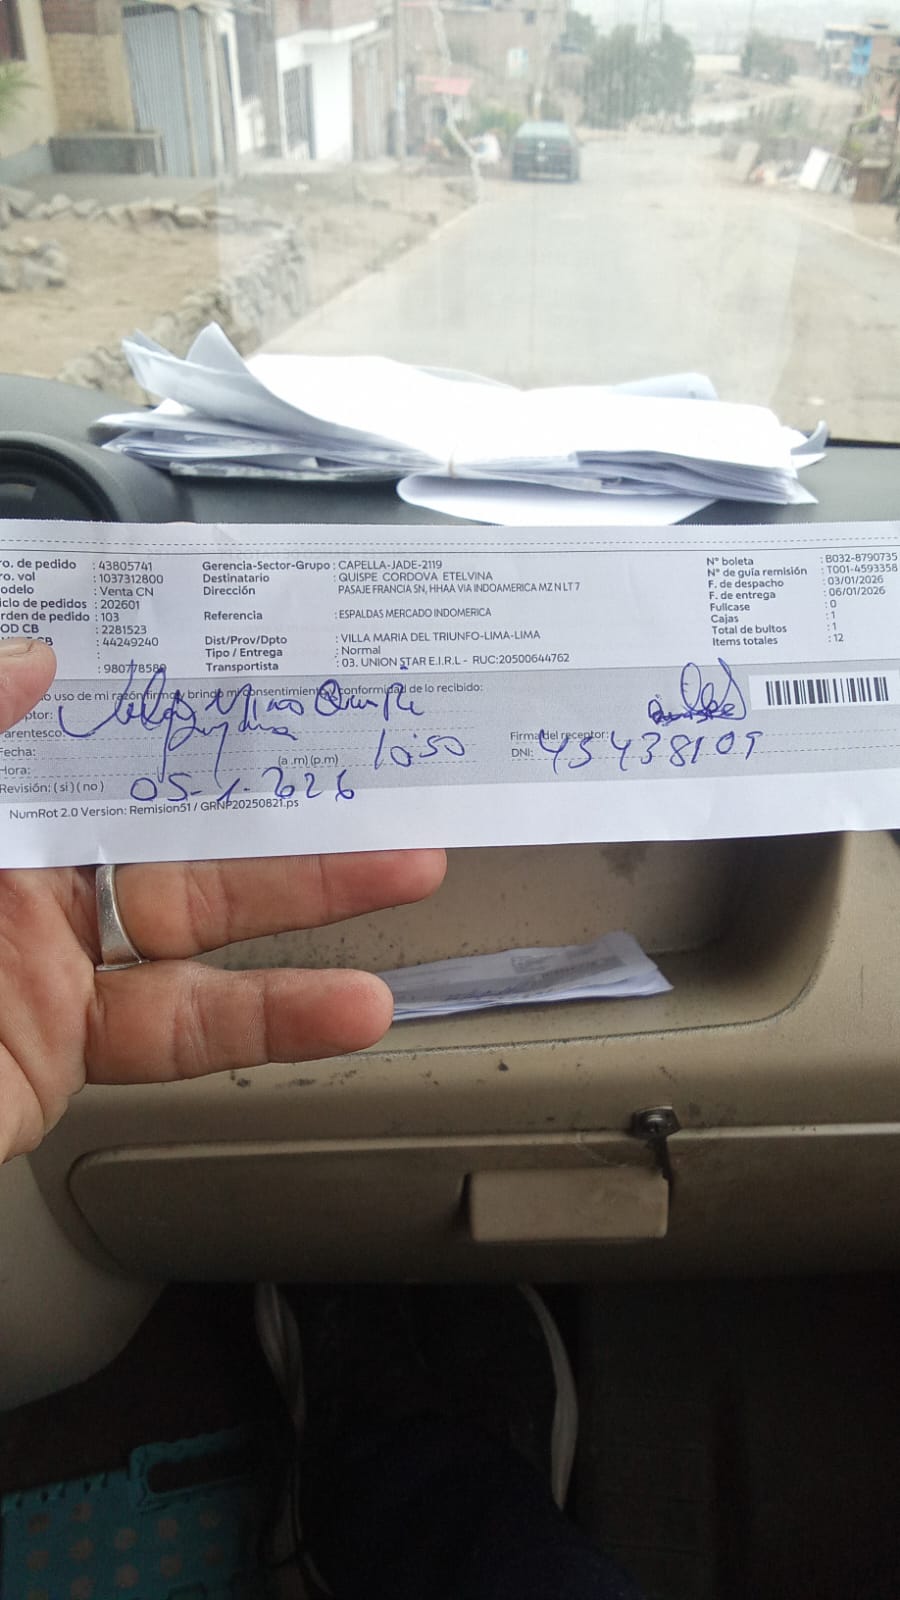 ro. de pedido : 43805741
ro. vol : 1037312800
odelo : Venta CN
iclo de pedidos : 202601
rden de pedido : 103
OD CB : 2281523
CB : 44249240
:
: 980778589
Gerencia-Sector-Grupo : CAPELLA-JADE-2119
Destinatario : QUISPE CORDOVA ETELVINA
Dirección PASAJE FRANCIA SN, HHAA VIA INDOAMERICA MZ N LT 7
Referencia : ESPALDAS MERCADO INDOMERICA
Dist/Prov/Dpto : VILLA MARIA DEL TRIUNFO-LIMA-LIMA
Tipo / Entrega : Normal
Transportista : 03. UNION STAR E.I.R.L - RUC:20500644762
N° boleta : B032-8790735
N° de guía remisión : T001-4593358
F. de despacho : 03/01/2026
F. de entrega : 06/01/2026
Fullcase : 0
Cajas : 1
Total de bultos : 1
Items totales : 12
o uso de mi razón firmo y brindo mi consentimiento y conformidad de lo recibido:
ptor:
arentesco:
Firma del receptor:
Fecha: (a .m) (p.m) 10:50
DNI: 45438109
Hora:
Revisión: ( si ) ( no ) 05-1-2026
NumRot 2.0 Version: Remision51 / GRNP20250821.ps